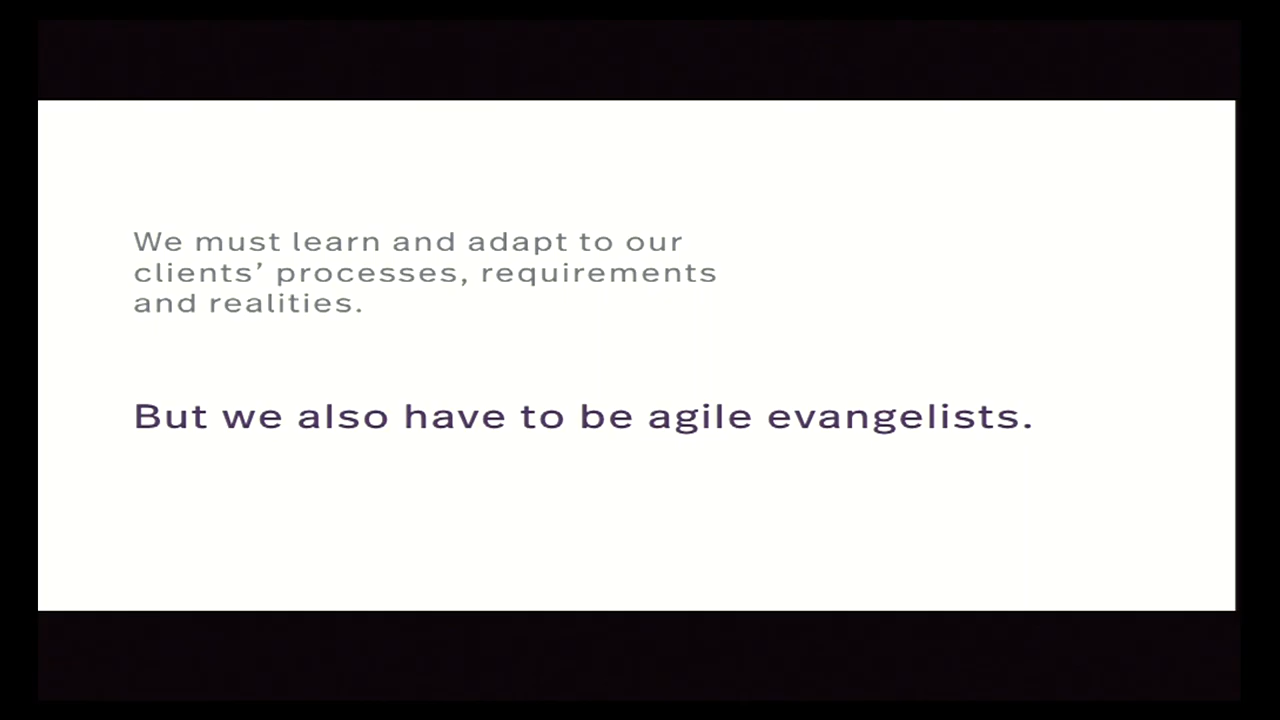 We must learn and adapt to our
clients’ processes, requirements
and realities.
But we also have to be agile evangelists.